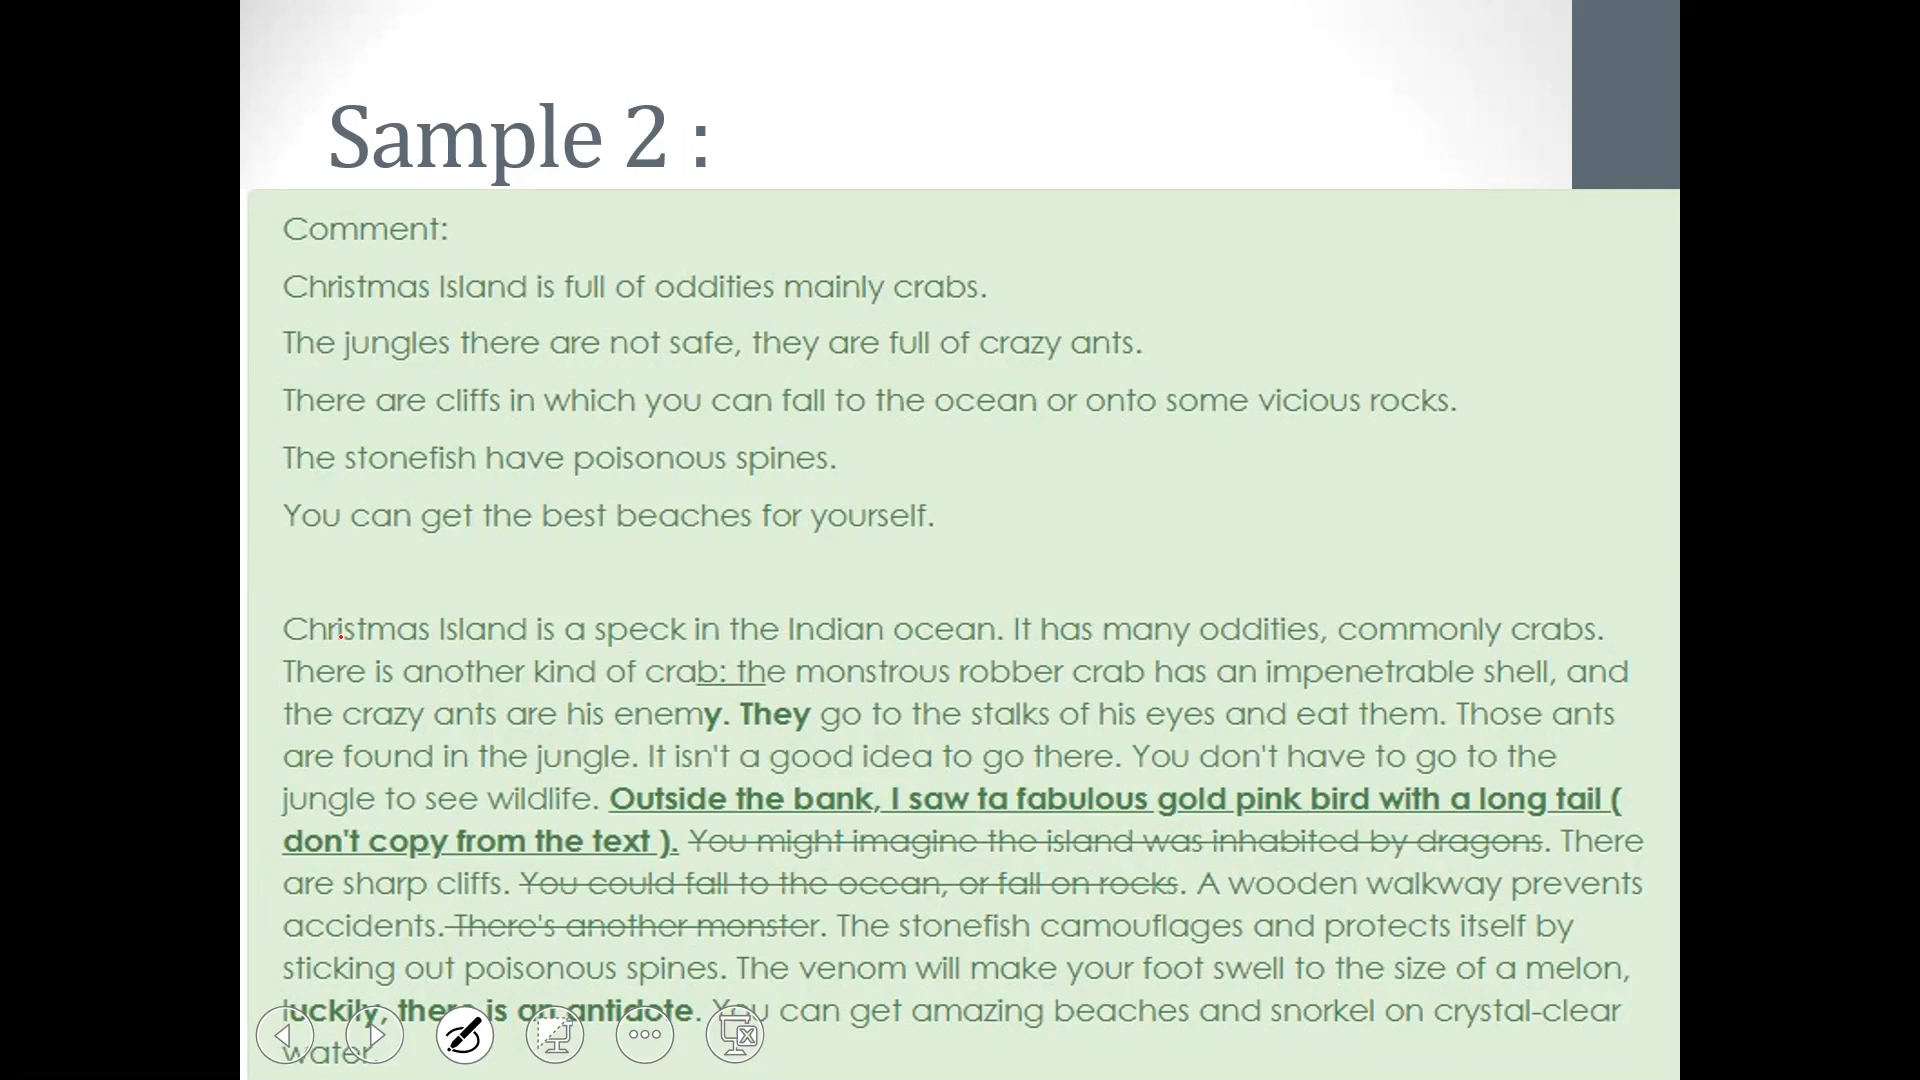 Sample 2 :
Comment:
Christmas Island is full of oddities mainly crabs.
The jungles there are not safe, they are full of crazy ants.
There are cliffs in which you can fall to the ocean or onto some vicious rocks.
The stonefish have poisonous spines.
You can get the best beaches for yourself.
Christmas Island is a speck in the Indian ocean. It has many oddities, commonly crabs.
There is another kind of crab: the monstrous robber crab has an impenetrable shell, and
the crazy ants are his enemy. They go to the stalks of his eyes and eat them. Those ants
are found in the jungle. It isn't a good idea to go there. You don't have to go to the
jungle to see wildlife. Outside the bank, I saw ta fabulous gold pink bird with a long tail (
don't copy from the text ). You might imagine the island was inhabited by dragons. There
are sharp cliffs. You could fall to the ocean, or fall on rocks. A wooden walkway prevents
accidents. There's another monster. The stonefish camouflages and protects itself by
sticking out poisonous spines. The venom will make your foot swell to the size of a melon,
luckily, there is an antidote. You can get amazing beaches and snorkel on crystal-clear
water.